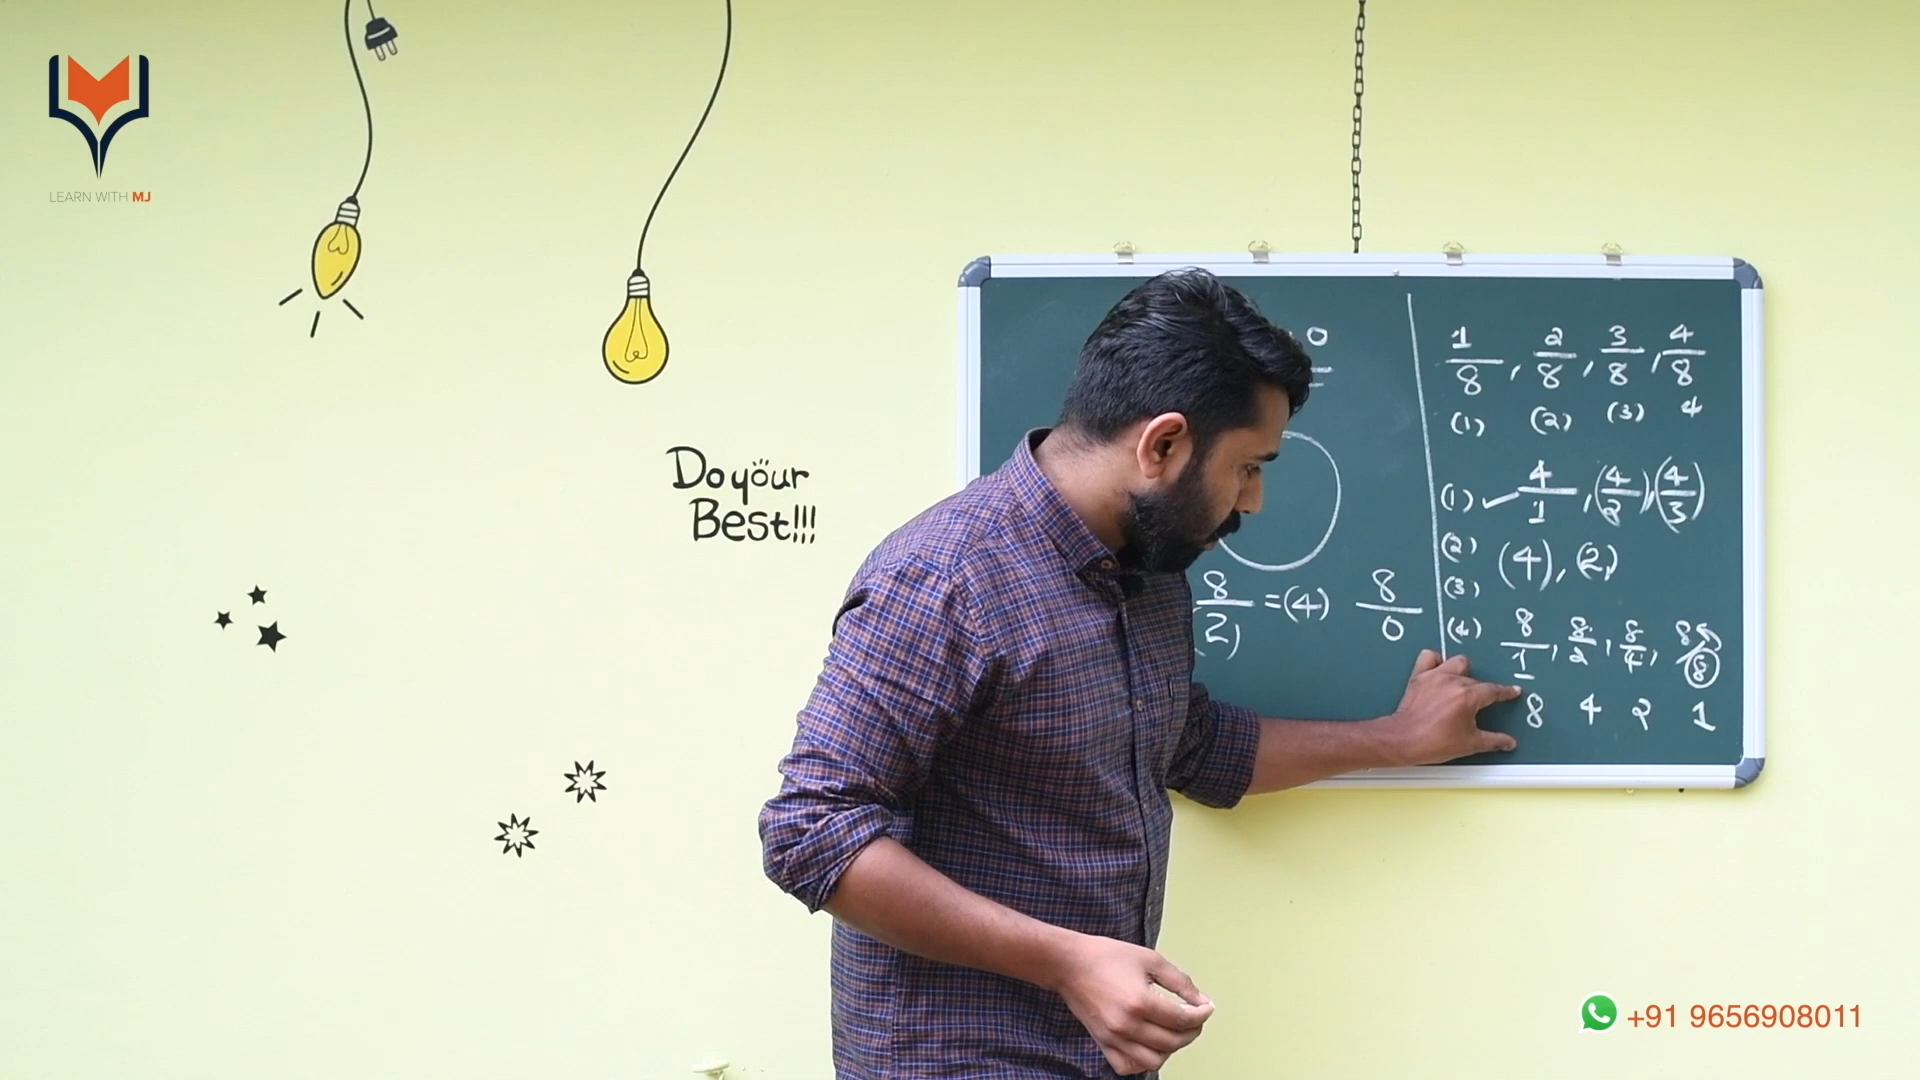 LEARN WITH MJ
Do your
Best!!!
0
8/(2) =(4) 8/0
1/8 , 2/8 , 3/8 , 4/8
(1) (2) (3) 4
(1) ✓ 4/1 , (4/2) , (4/3)
(2) (4), (2)
(3)
(4) 8/1 , 8/2 , 8/4 , 8/8
8 4 2 1
+91 9656908011